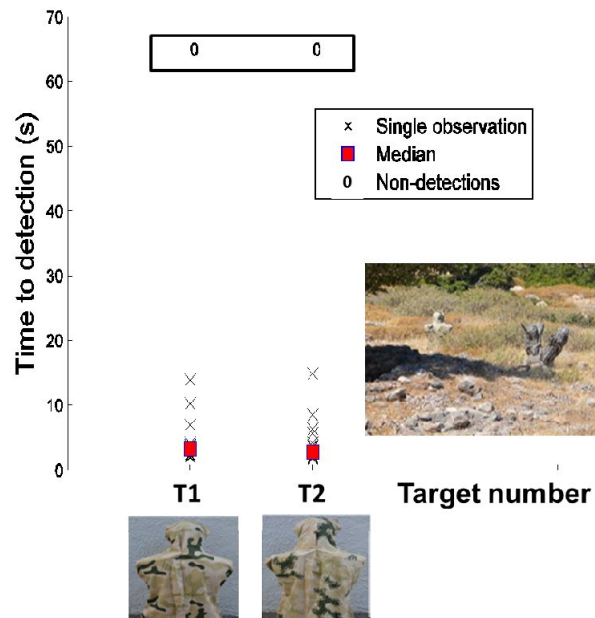 70
60
50
40
30
20
10
0
Time to detection (s)
0 0
x Single observation
Median
0 Non-detections
T1 T2 Target number